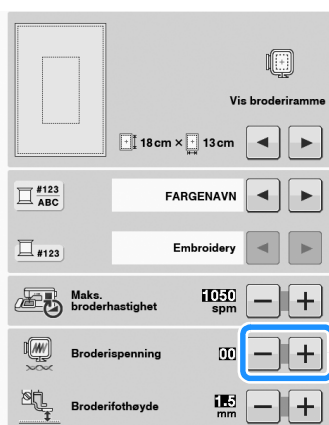 Vis broderiramme
18 cm × 13 cm
#123
ABC
FARGENAVN
#123
Embroidery
Maks.
broderhastighet
1050
spm
Broderispenning
00
− +
Broderifothøyde
1.5
mm
− +